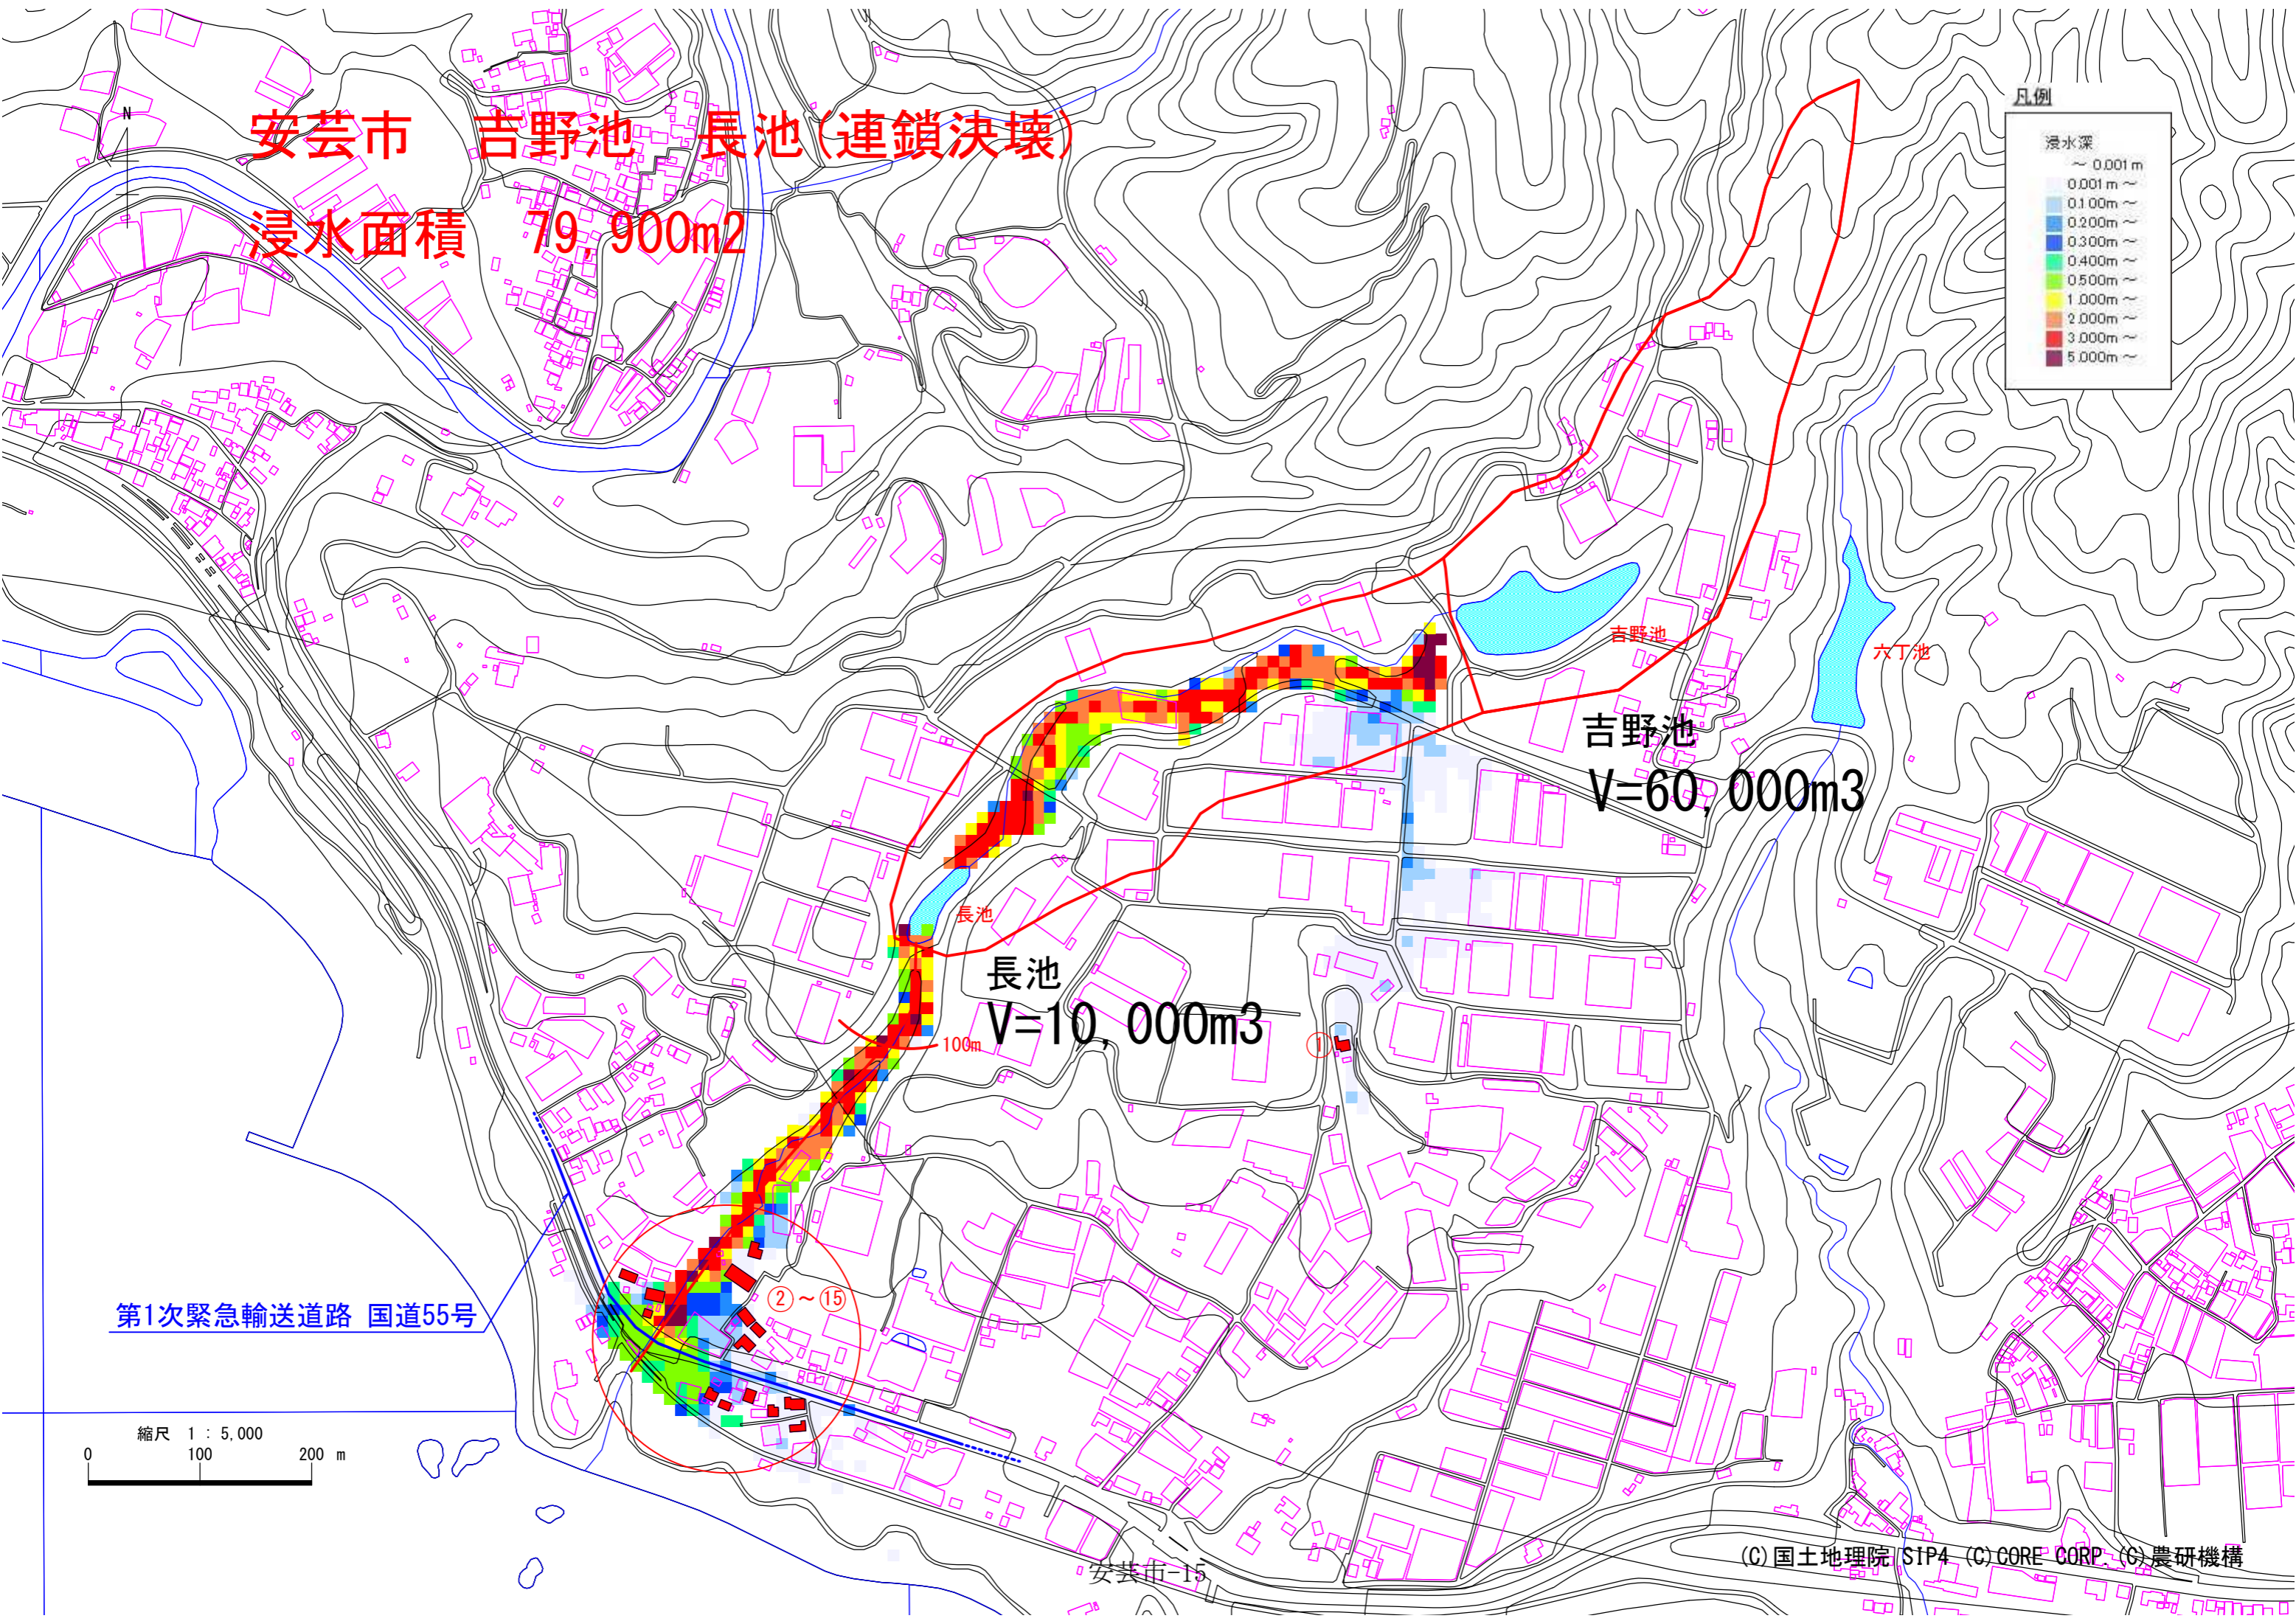 安芸市　吉野池　長池(連鎖決壊)
浸水面積　79,900m2
N
凡例
浸水深
～ 0.001 m
0.001 m ～
0.100m ～
0.200m ～
0.300m ～
0.400m ～
0.500m ～
1.000m ～
2.000m ～
3.000m ～
5.000m ～
吉野池
六丁池
吉野池
V=60,000m3
長池
長池
V=10,000m3
100m
①
②～⑮
第1次緊急輸送道路 国道55号
縮尺 1 : 5,000
0 100 200 m
安芸市-15
(C)国土地理院 SIP4 (C)CORE CORP. (C)農研機構